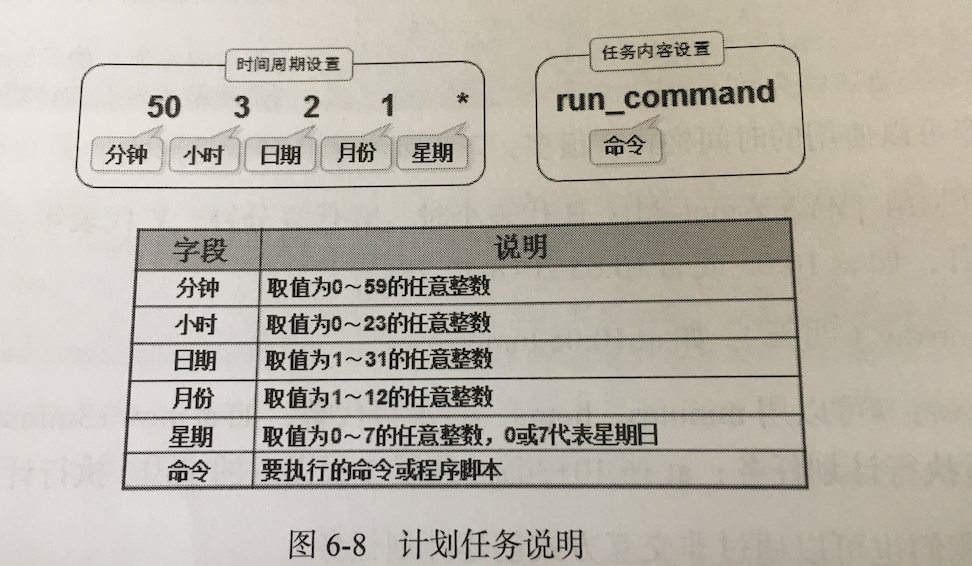 时间周期设置
任务内容设置
50 3 2 1 *
run_command
分钟 小时 日期 月份 星期
命令
字段 说明
分钟 取值为0～59的任意整数
小时 取值为0～23的任意整数
日期 取值为1～31的任意整数
月份 取值为1～12的任意整数
星期 取值为0～7的任意整数，0或7代表星期日
命令 要执行的命令或程序脚本
图 6-8 计划任务说明